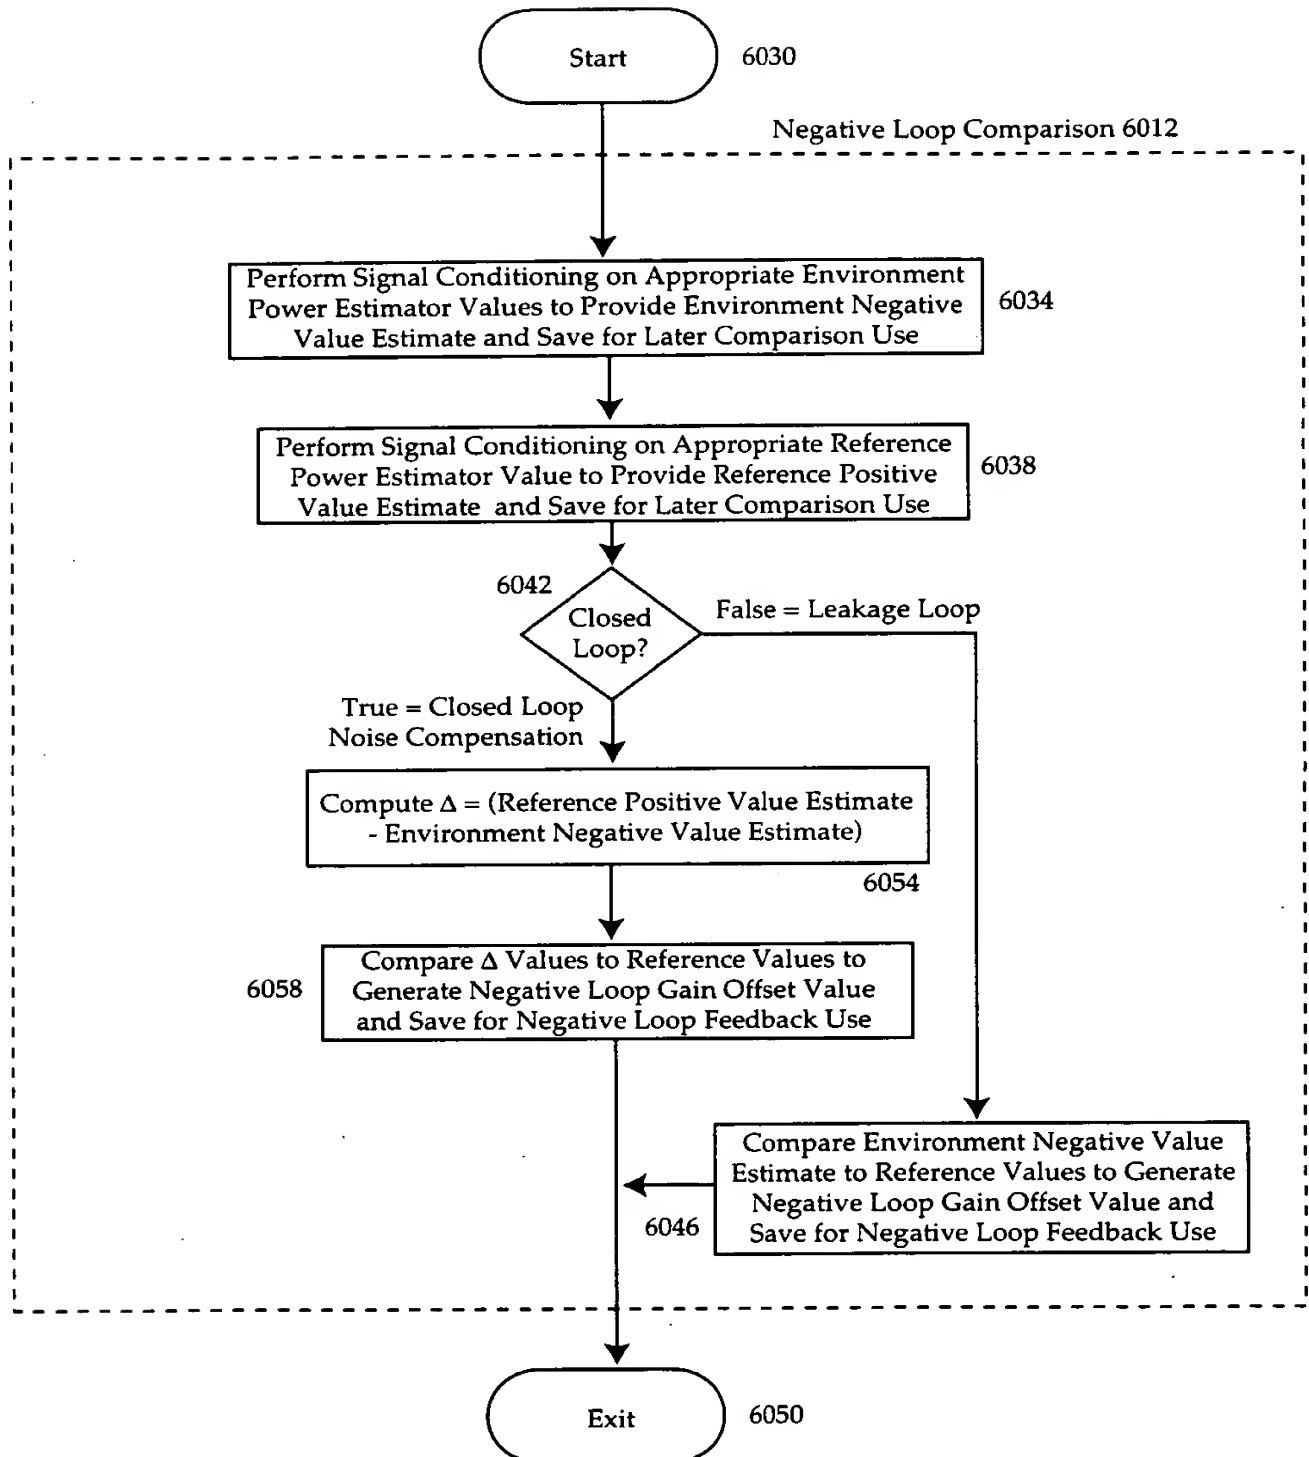 Start
6030
Negative Loop Comparison 6012
Perform Signal Conditioning on Appropriate Environment
Power Estimator Values to Provide Environment Negative
Value Estimate and Save for Later Comparison Use
6034
Perform Signal Conditioning on Appropriate Reference
Power Estimator Value to Provide Reference Positive
Value Estimate and Save for Later Comparison Use
6038
6042
Closed
Loop?
False = Leakage Loop
True = Closed Loop
Noise Compensation
Compute Δ = (Reference Positive Value Estimate
- Environment Negative Value Estimate)
6054
6058
Compare Δ Values to Reference Values to
Generate Negative Loop Gain Offset Value
and Save for Negative Loop Feedback Use
Compare Environment Negative Value
Estimate to Reference Values to Generate
Negative Loop Gain Offset Value and
Save for Negative Loop Feedback Use
6046
Exit
6050